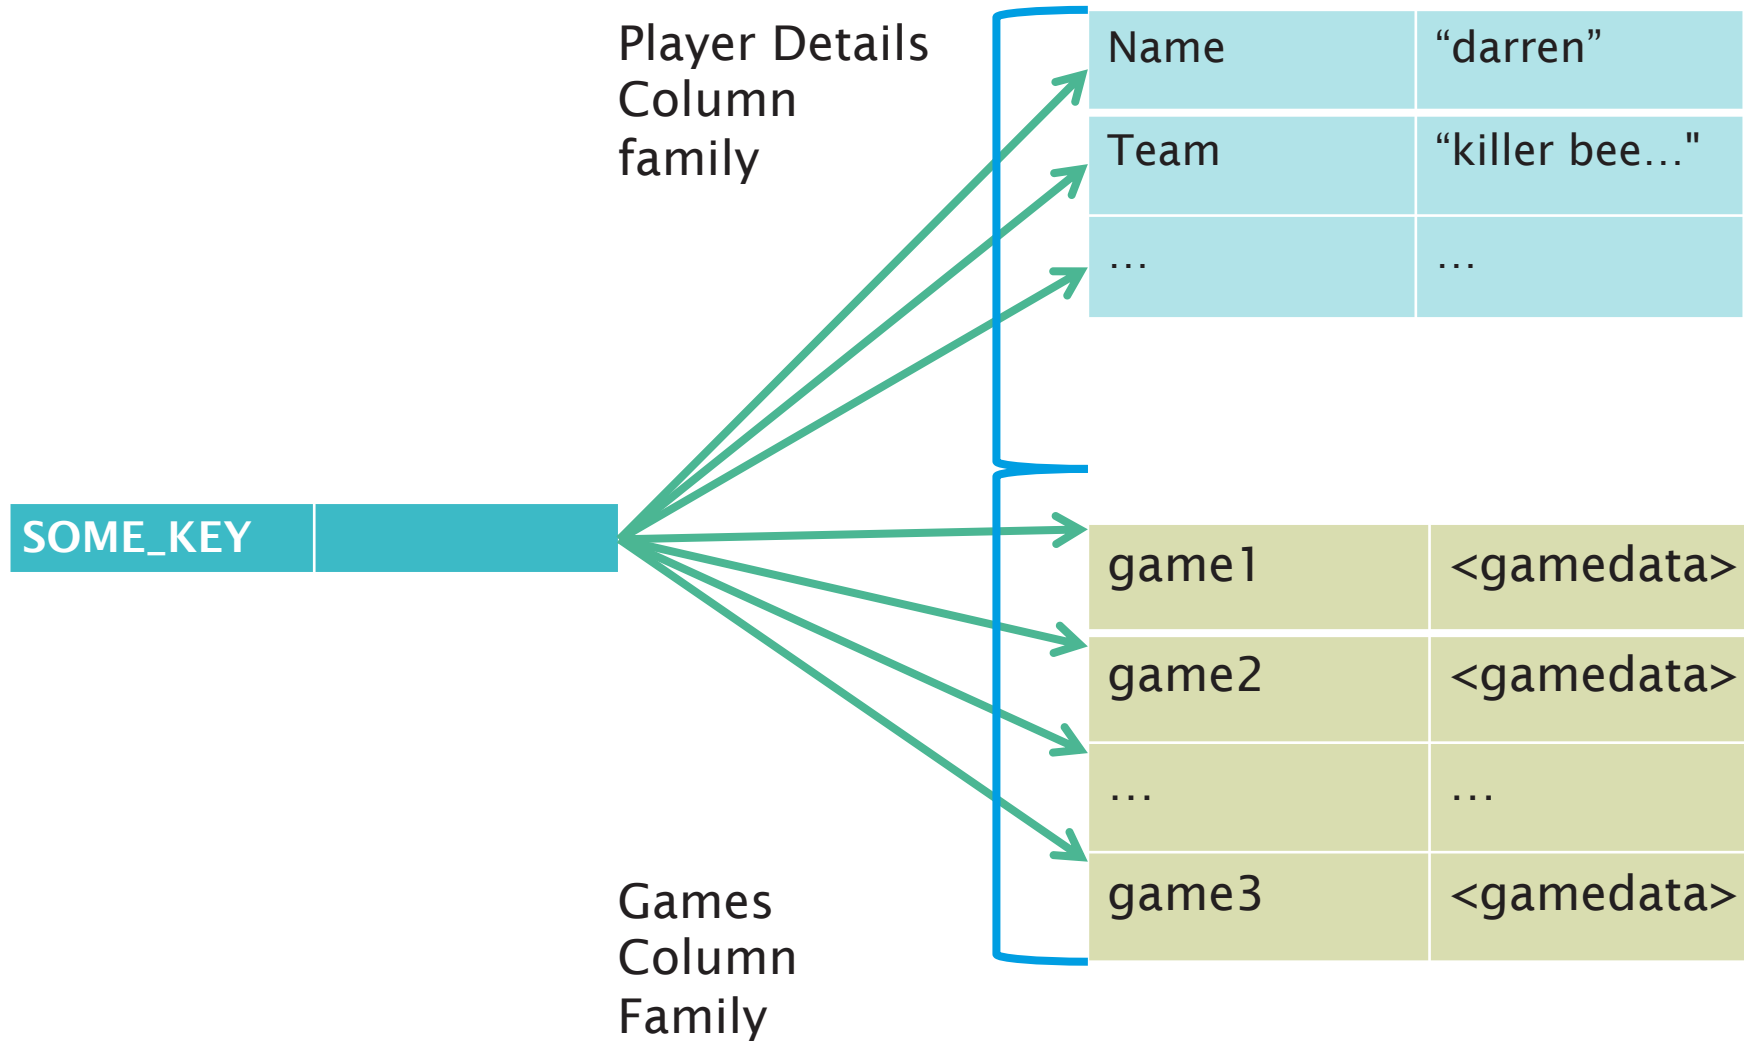 Player Details
Column
family
Name “darren”
Team “killer bee..."
... ...
SOME_KEY
game1 <gamedata>
game2 <gamedata>
... ...
game3 <gamedata>
Games
Column
Family